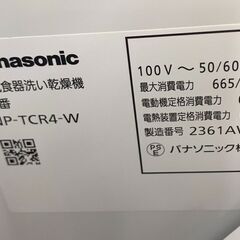 anasonic
食器洗い乾燥機
番
NP-TCR4-W
100V～50/60
最大消費電力 665/
電動機定格消費電力
電熱装置定格消費電力
製造番号 2361AV
PS
E
パナソニック株